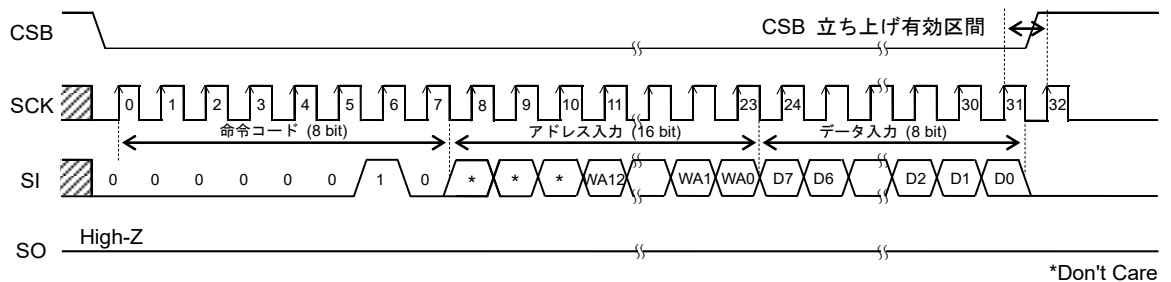 CSB
CSB 立ち上げ有効区間
SCK
0 1 2 3 4 5 6 7 8 9 10 11 23 24 30 31 32
命令コード (8 bit) アドレス入力 (16 bit) データ入力 (8 bit)
SI
0 0 0 0 0 0 1 0 * * * WA12 WA1 WA0 D7 D6 D2 D1 D0
High-Z
SO
*Don't Care